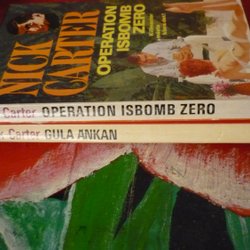 NICK
CARTER
OPERATION
ISBOMB
ZERO
Carter OPERATION ISBOMB ZERO
Carter GULA ANKAN